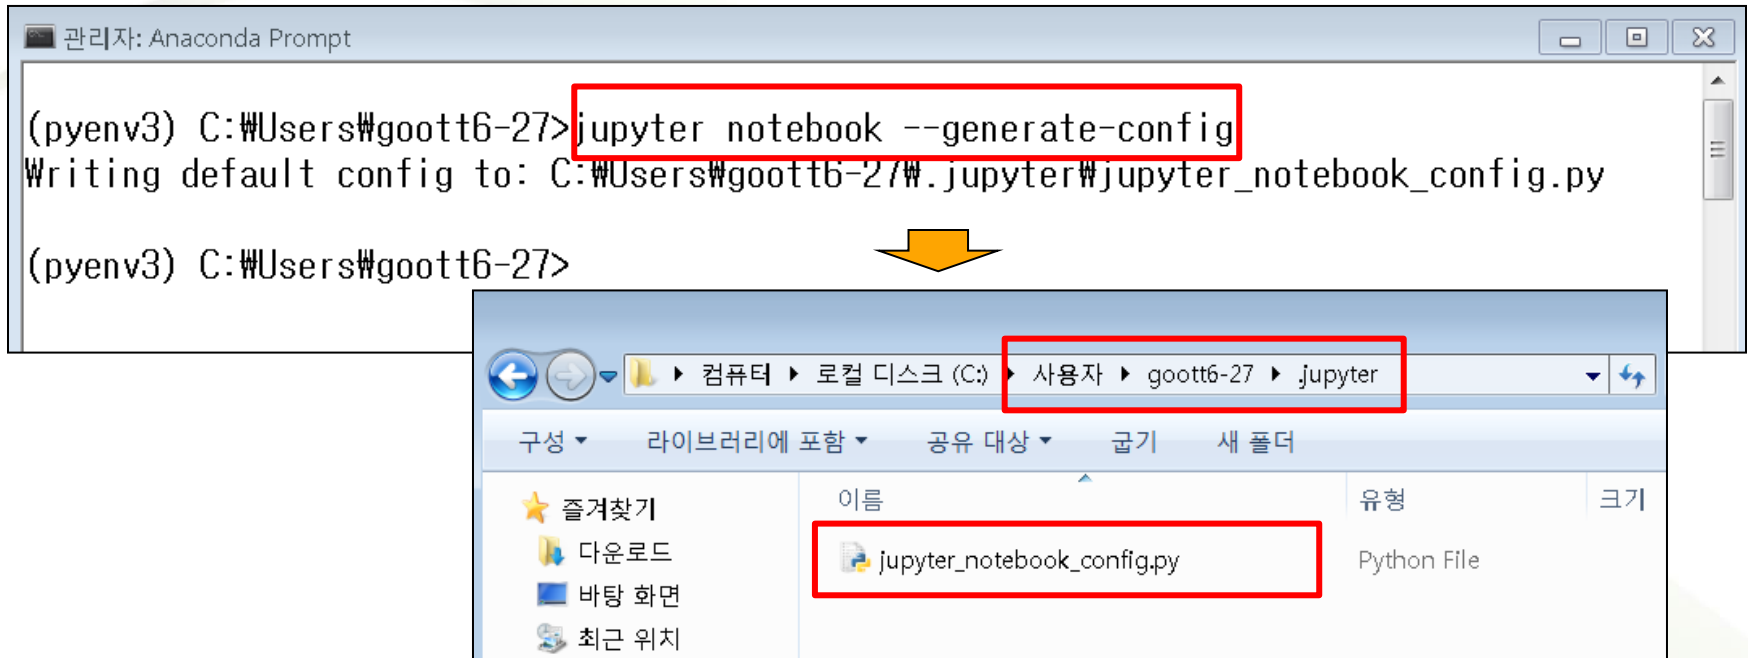 관리자: Anaconda Prompt
(pyenv3) C:₩Users₩goott6-27>jupyter notebook --generate-config
Writing default config to: C:₩Users₩goott6-27₩.jupyter₩jupyter_notebook_config.py
(pyenv3) C:₩Users₩goott6-27>
컴퓨터 ▸ 로컬 디스크 (C:) ▸ 사용자 ▸ goott6-27 ▸ .jupyter
구성 라이브러리에 포함 공유 대상 굽기 새 폴더
이름 유형 크기
즐겨찾기
다운로드
바탕 화면
최근 위치
jupyter_notebook_config.py Python File